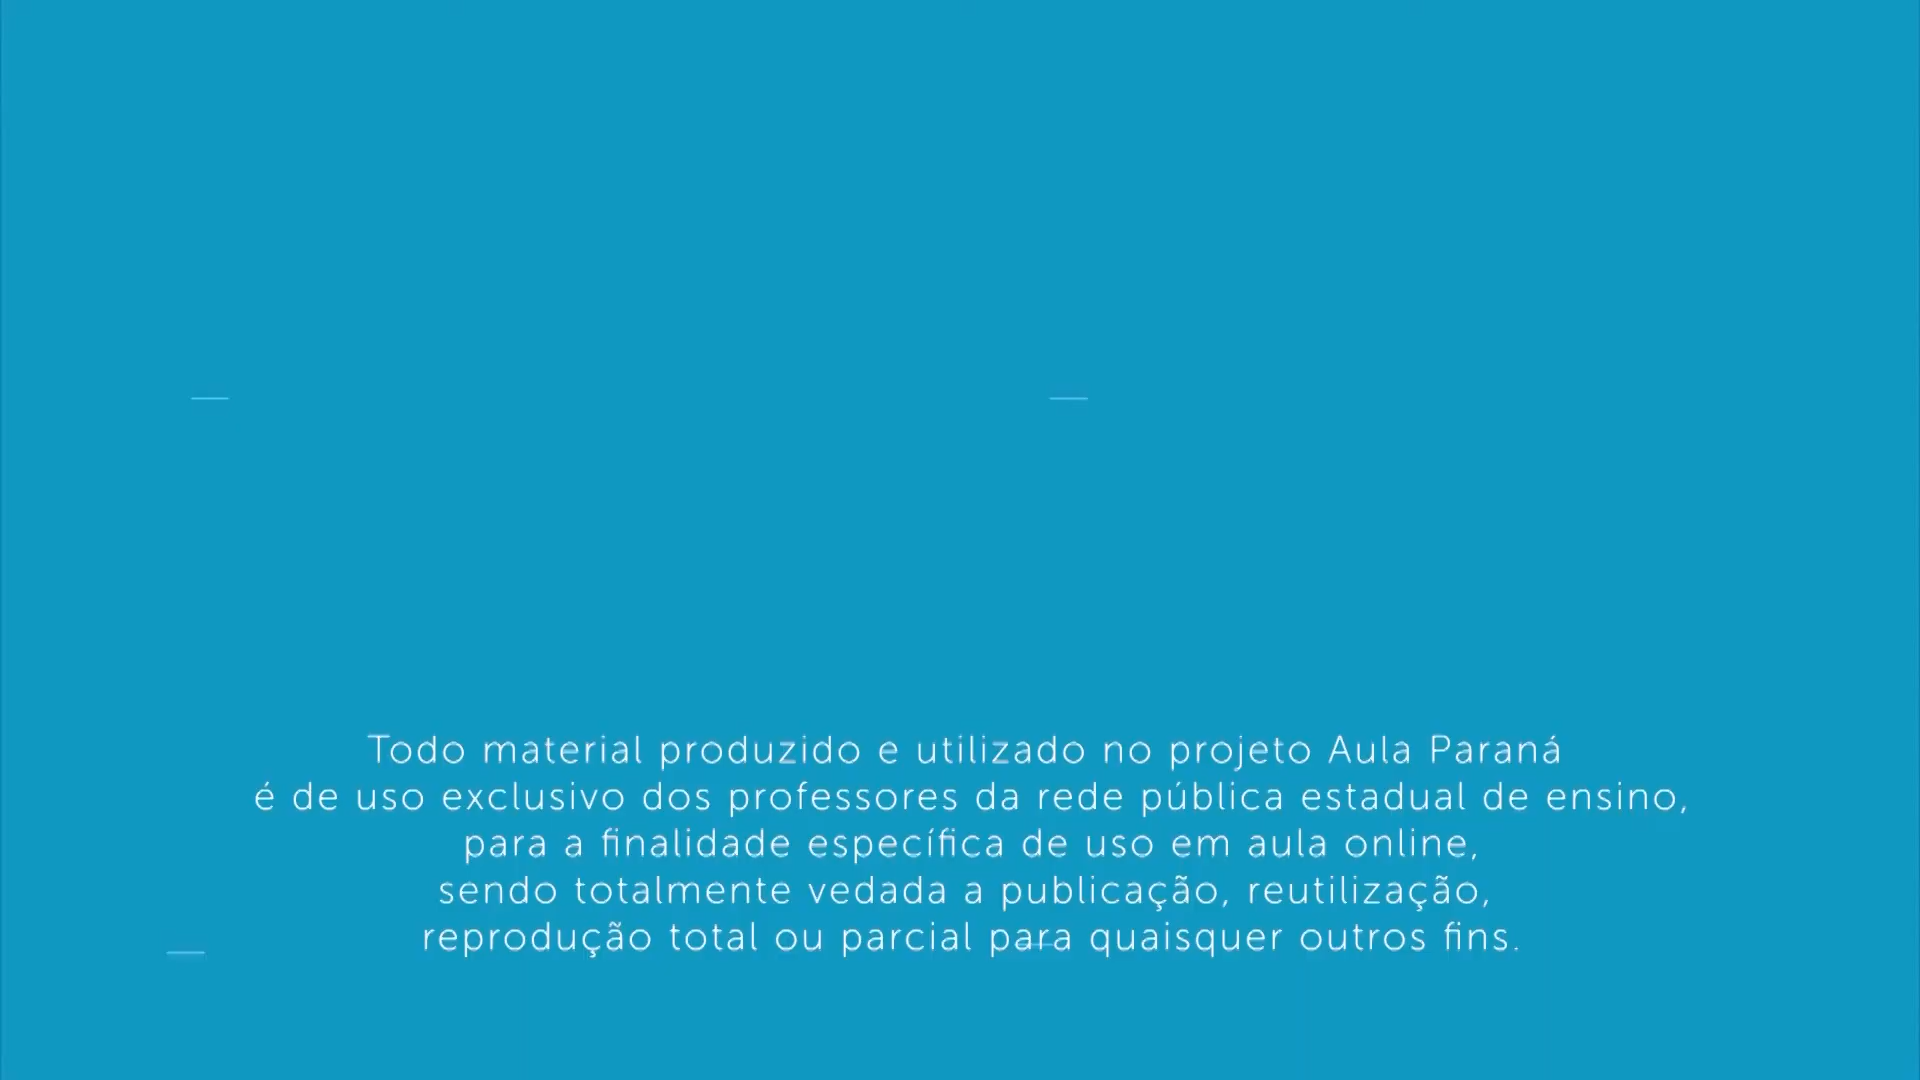 Todo material produzido e utilizado no projeto Aula Paraná
é de uso exclusivo dos professores da rede pública estadual de ensino,
para a finalidade específica de uso em aula online,
sendo totalmente vedada a publicação, reutilização,
reprodução total ou parcial para quaisquer outros fins.